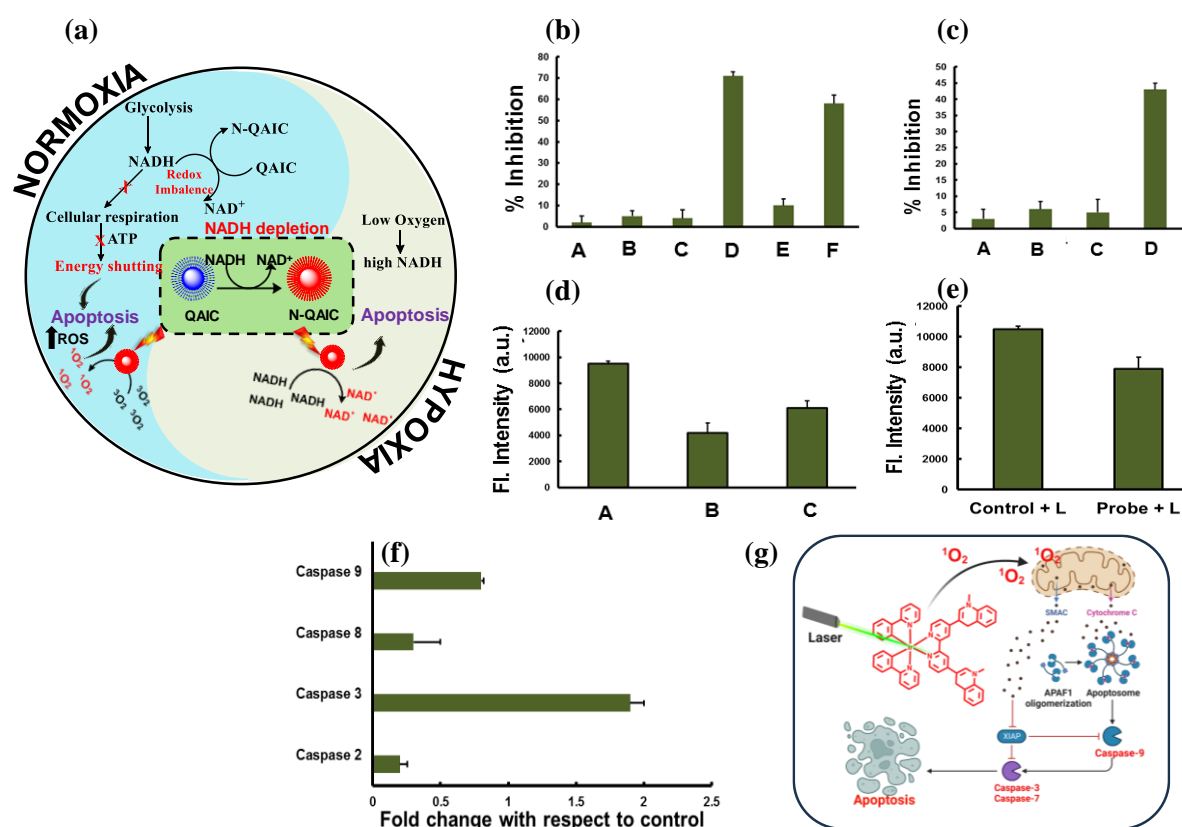 (a)
NORMOXIA
HYPOXIA
Glycolysis
NADH
N-QAIC
QAIC
Redox
Imbalence
NAD+
Cellular respiration
X ATP
Energy shutting
NADH depletion
Low Oxygen
high NADH
NADH NAD+
QAIC
N-QAIC
Apoptosis
Apoptosis
ROS
¹O₂
¹O₂
¹O₂
³O₂
³O₂
³O₂
NADH
NADH
NADH
NAD•
NAD•
NAD•
(b)
% Inhibition
80
70
60
50
40
30
20
10
0
A B C D E F
(c)
% Inhibition
50
45
40
35
30
25
20
15
10
5
0
A B C D
(d)
Fl. Intensity (a.u.)
12000
10000
8000
6000
4000
2000
0
A B C
(e)
Fl. Intensity (a.u.)
12000
10000
8000
6000
4000
2000
0
Control + L Probe + L
(f)
Caspase 9
Caspase 8
Caspase 3
Caspase 2
0 0.5 1 1.5 2 2.5
Fold change with respect to control
(g)
¹O₂
¹O₂
¹O₂
Laser
N
N
N
N
Ir
N
N
SMAC
Cytochrome C
APAF1
oligomerization
Apoptosome
XIAP
Caspase-9
Caspase-3
Caspase-7
Apoptosis